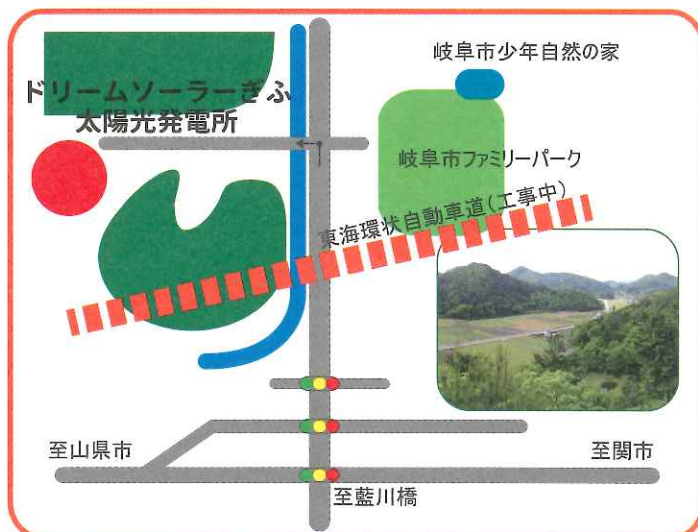 岐阜市少年自然の家
ドリームソーラーぎふ
太陽光発電所
岐阜市ファミリーパーク
東海環状自動車道(工事中)
至山県市
至関市
至藍川橋